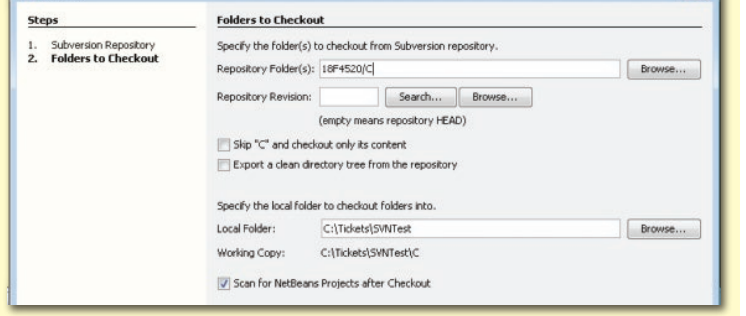 Steps
1. Subversion Repository
2. Folders to Checkout
Folders to Checkout
Specify the folder(s) to checkout from Subversion repository.
Repository Folder(s): 18F4520/C Browse...
Repository Revision: Search... Browse...
(empty means repository HEAD)
Skip "C" and checkout only its content
Export a clean directory tree from the repository
Specify the local folder to checkout folders into.
Local Folder: C:\Tickets\SVNTest Browse...
Working Copy: C:\Tickets\SVNTest\C
Scan for NetBeans Projects after Checkout